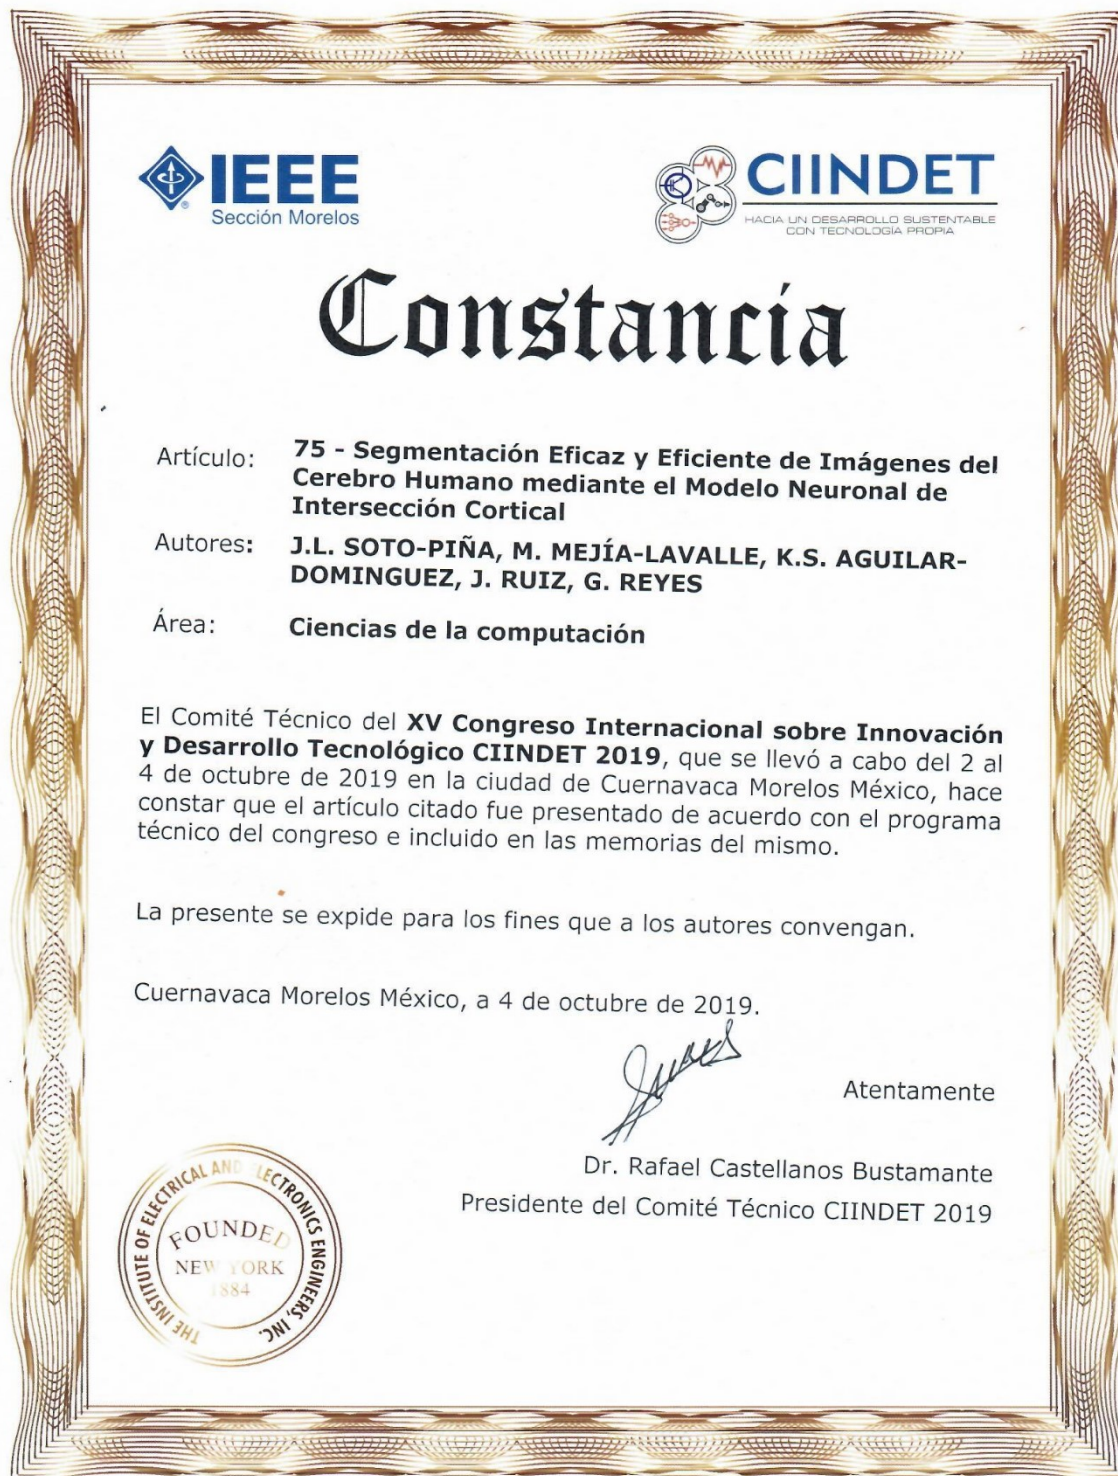 IEEE
Sección Morelos
CIINDET
HACIA UN DESARROLLO SUSTENTABLE
CON TECNOLOGÍA PROPIA
Constancia
Artículo: 75 - Segmentación Eficaz y Eficiente de Imágenes del
Cerebro Humano mediante el Modelo Neuronal de
Intersección Cortical
Autores: J.L. SOTO-PIÑA, M. MEJÍA-LAVALLE, K.S. AGUILAR-
DOMINGUEZ, J. RUIZ, G. REYES
Área: Ciencias de la computación
El Comité Técnico del XV Congreso Internacional sobre Innovación
y Desarrollo Tecnológico CIINDET 2019, que se llevó a cabo del 2 al
4 de octubre de 2019 en la ciudad de Cuernavaca Morelos México, hace
constar que el artículo citado fue presentado de acuerdo con el programa
técnico del congreso e incluido en las memorias del mismo.
La presente se expide para los fines que a los autores convengan.
Cuernavaca Morelos México, a 4 de octubre de 2019.
Atentamente
Dr. Rafael Castellanos Bustamante
Presidente del Comité Técnico CIINDET 2019
THE INSTITUTE OF ELECTRICAL AND ELECTRONICS ENGINEERS, INC.
FOUNDED
NEW YORK
1884